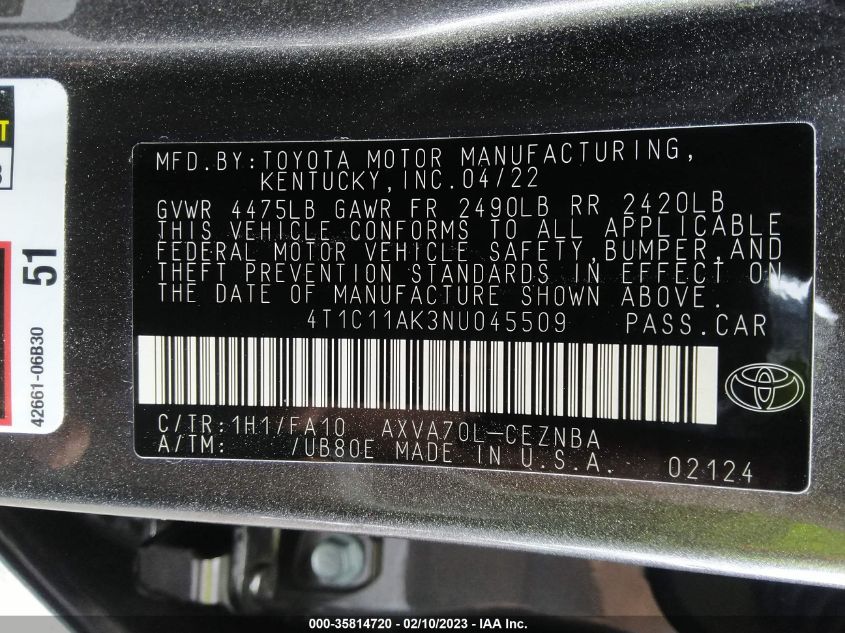 MFD.BY:TOYOTA MOTOR MANUFACTURING,
KENTUCKY,INC.04/22
GVWR 4475LB GAWR FR 2490LB RR 2420LB
THIS VEHICLE CONFORMS TO ALL APPLICABLE
FEDERAL MOTOR VEHICLE SAFETY,BUMPER,AND
THEFT PREVENTION STANDARDS IN EFFECT ON
THE DATE OF MANUFACTURE SHOWN ABOVE.
4T1C11AK3NU045509 PASS.CAR
C/TR:1H1/FA10 AXVA70L-CEZNBA
A/TM: /UB80E MADE IN U.S.A. 02124
51
42661-06B30
000-35814720 - 02/10/2023 - IAA Inc.